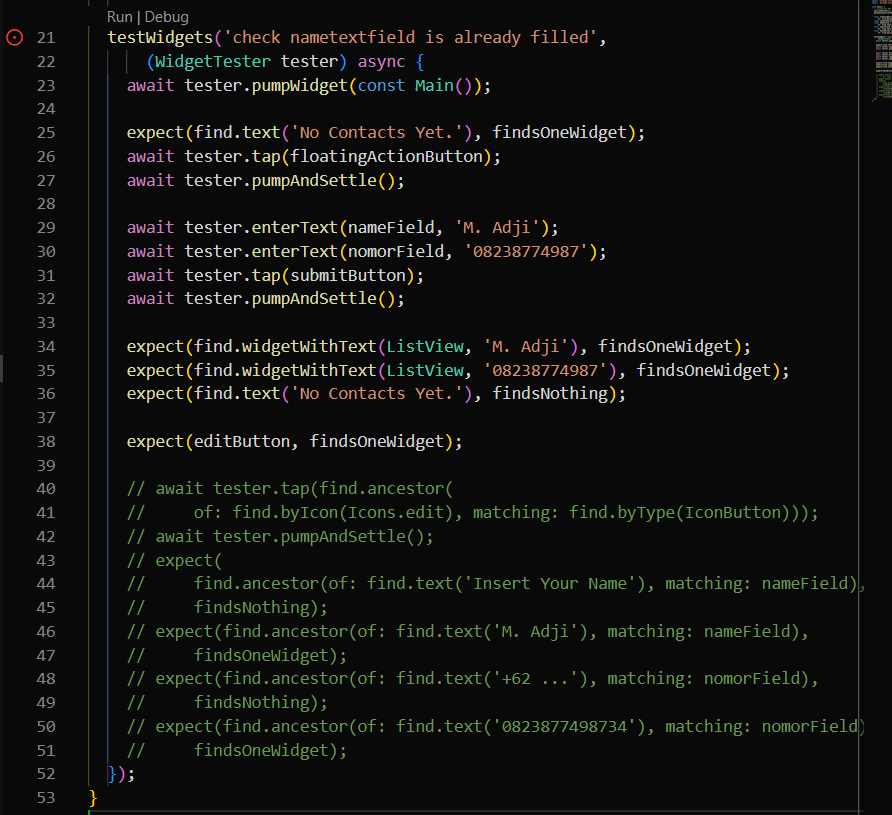 Run | Debug
21 testWidgets('check nametextfield is already filled',
22 (WidgetTester tester) async {
23 await tester.pumpWidget(const Main());
24
25 expect(find.text('No Contacts Yet.'), findsOneWidget);
26 await tester.tap(floatingActionButton);
27 await tester.pumpAndSettle();
28
29 await tester.enterText(nameField, 'M. Adji');
30 await tester.enterText(nomorField, '08238774987');
31 await tester.tap(submitButton);
32 await tester.pumpAndSettle();
33
34 expect(find.widgetWithText(ListView, 'M. Adji'), findsOneWidget);
35 expect(find.widgetWithText(ListView, '08238774987'), findsOneWidget);
36 expect(find.text('No Contacts Yet.'), findsNothing);
37
38 expect(editButton, findsOneWidget);
39
40 // await tester.tap(find.ancestor(
41 //     of: find.byIcon(Icons.edit), matching: find.byType(IconButton)));
42 // await tester.pumpAndSettle();
43 // expect(
44 //     find.ancestor(of: find.text('Insert Your Name'), matching: nameField),
45 //     findsNothing);
46 // expect(find.ancestor(of: find.text('M. Adji'), matching: nameField),
47 //     findsOneWidget);
48 // expect(find.ancestor(of: find.text('+62 ...'), matching: nomorField),
49 //     findsNothing);
50 // expect(find.ancestor(of: find.text('0823877498734'), matching: nomorField)
51 //     findsOneWidget);
52 });
53 }